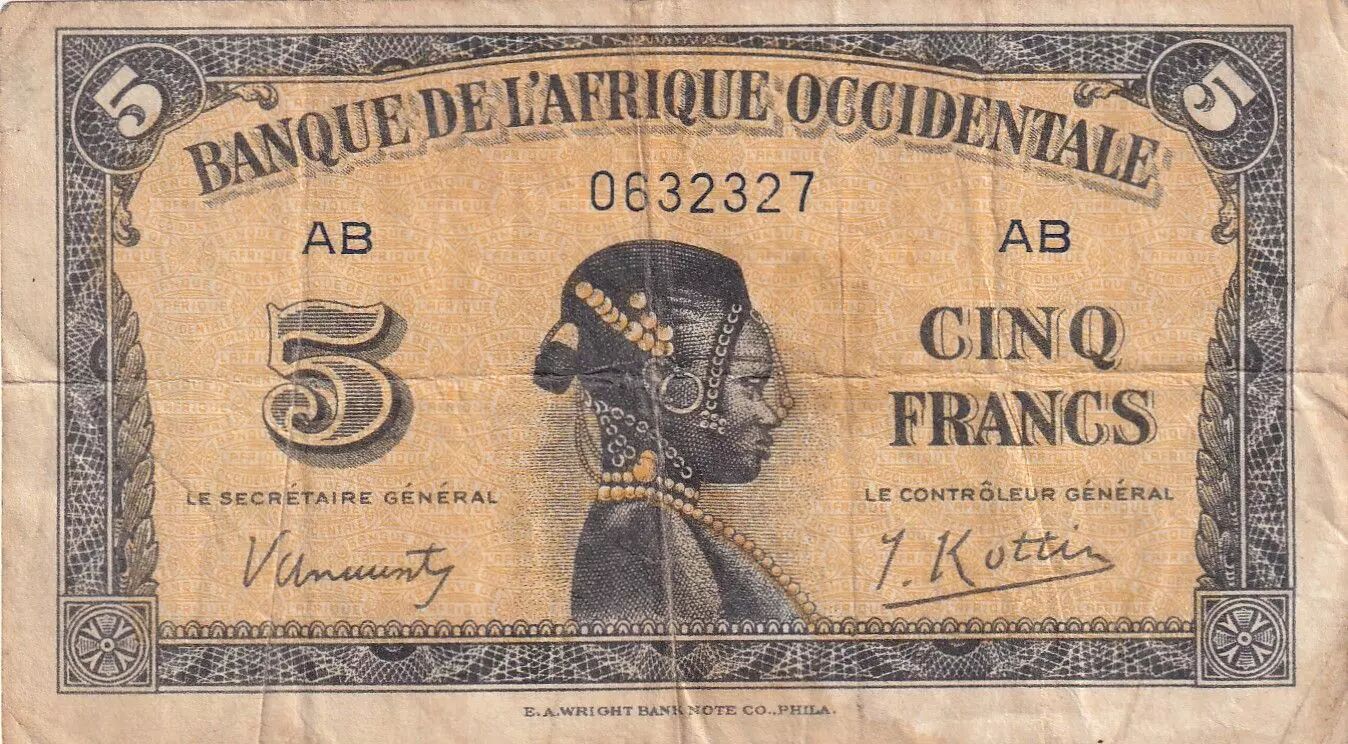 5 5
BANQUE DE L'AFRIQUE OCCIDENTALE
0632327
AB AB
5
CINQ
FRANCS
LE SECRÉTAIRE GÉNÉRAL
LE CONTRÔLEUR GÉNÉRAL
E.A.WRIGHT BANK NOTE CO.,PHILA.